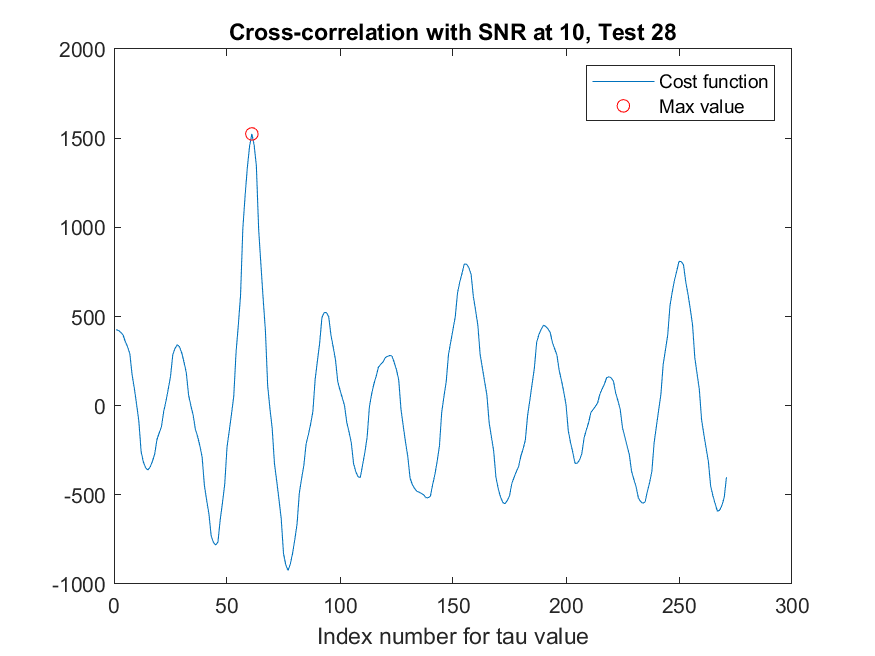 Cross-correlation with SNR at 10, Test 28
2000
1500
1000
500
0
-500
-1000
Cost function
Max value
0 50 100 150 200 250 300
Index number for tau value